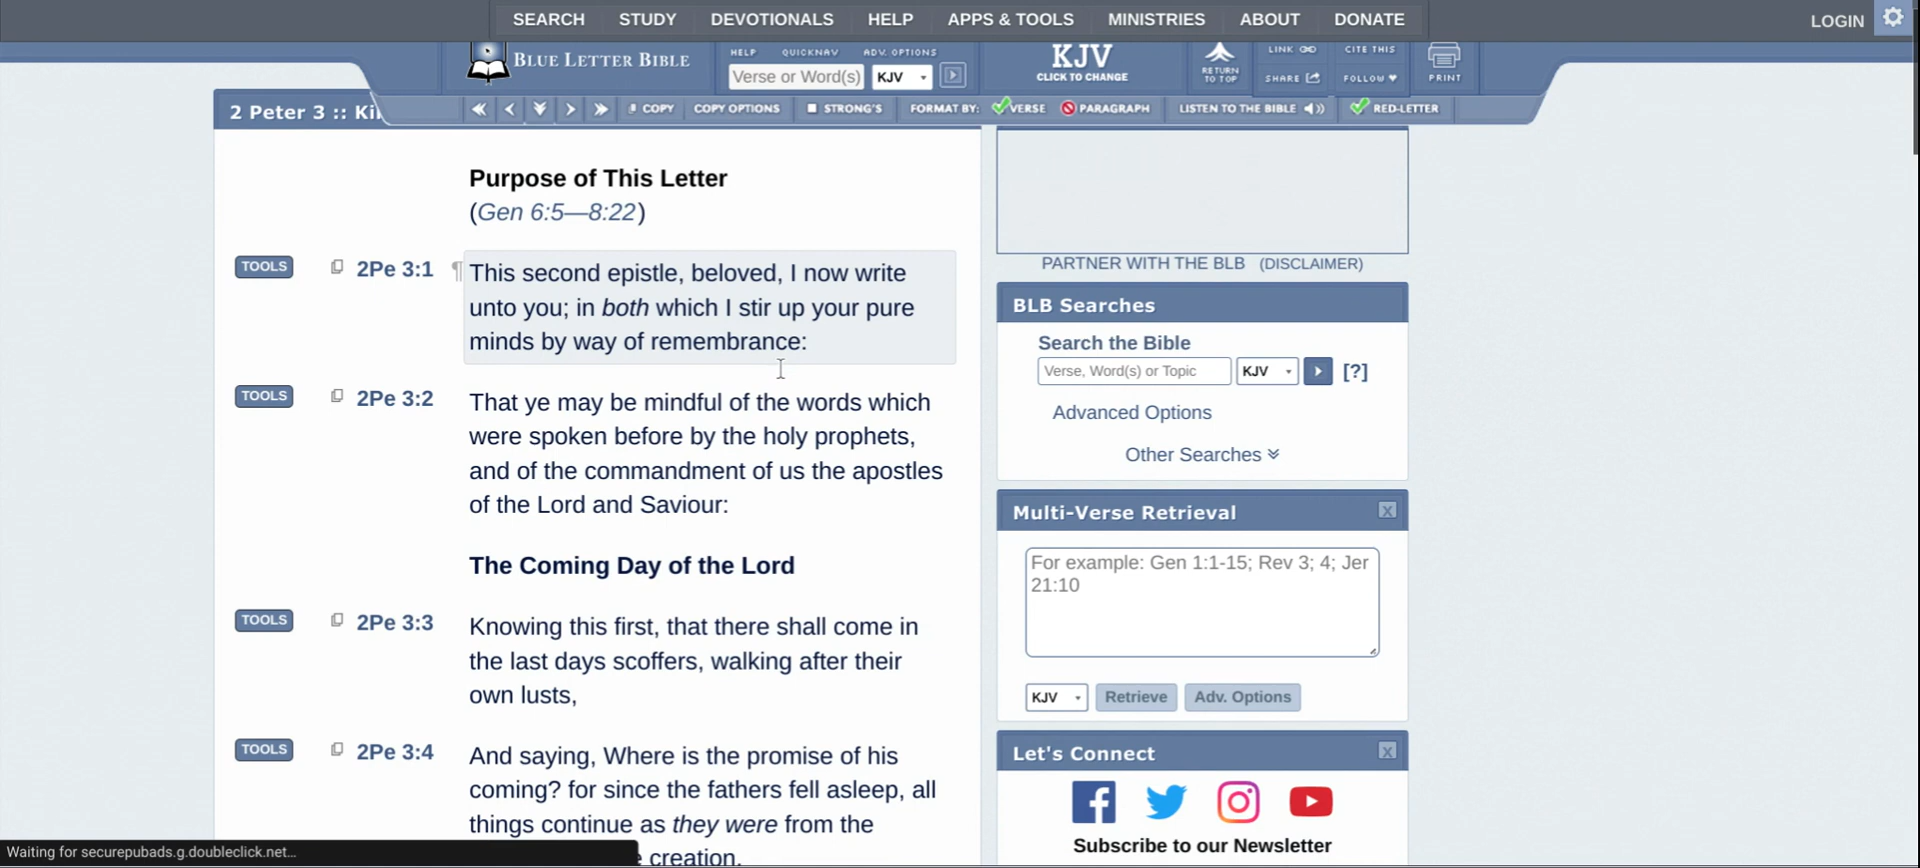 SEARCH STUDY DEVOTIONALS HELP APPS & TOOLS MINISTRIES ABOUT DONATE LOGIN
BLUE LETTER BIBLE
HELP QUICKNAV ADV. OPTIONS
Verse or Word(s) KJV
KJV
CLICK TO CHANGE
RETURN
TO TOP
LINK CITE THIS
SHARE FOLLOW
PRINT
2 Peter 3 :: Ki
COPY COPY OPTIONS STRONG'S FORMAT BY: VERSE PARAGRAPH LISTEN TO THE BIBLE RED-LETTER
Purpose of This Letter
(Gen 6:5—8:22)
TOOLS 2Pe 3:1 ¶ This second epistle, beloved, I now write
unto you; in both which I stir up your pure
minds by way of remembrance:
TOOLS 2Pe 3:2 That ye may be mindful of the words which
were spoken before by the holy prophets,
and of the commandment of us the apostles
of the Lord and Saviour:
The Coming Day of the Lord
TOOLS 2Pe 3:3 Knowing this first, that there shall come in
the last days scoffers, walking after their
own lusts,
TOOLS 2Pe 3:4 And saying, Where is the promise of his
coming? for since the fathers fell asleep, all
things continue as they were from the
creation.
PARTNER WITH THE BLB (DISCLAIMER)
BLB Searches
Search the Bible
Verse, Word(s) or Topic KJV [?]
Advanced Options
Other Searches
Multi-Verse Retrieval X
For example: Gen 1:1-15; Rev 3; 4; Jer
21:10
KJV Retrieve Adv. Options
Let's Connect X
Subscribe to our Newsletter
Waiting for securepubads.g.doubleclick.net...